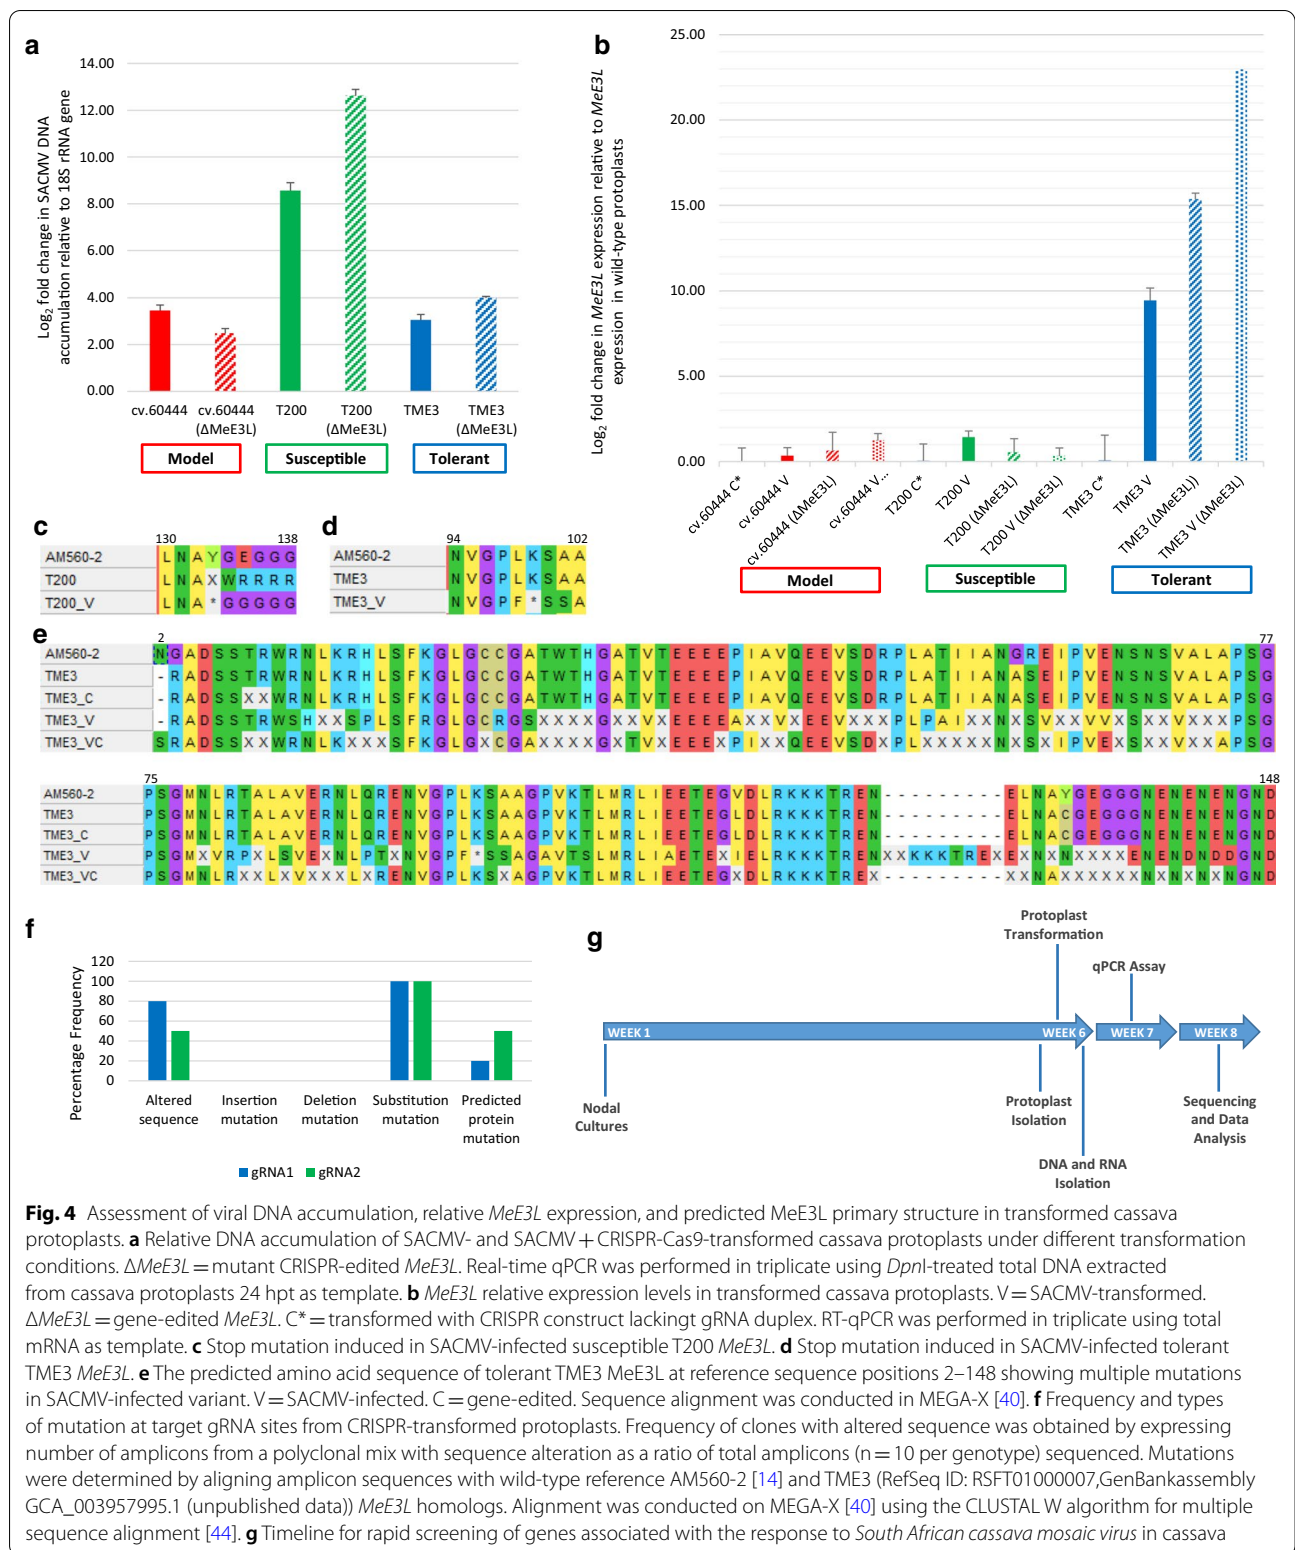 a
Log2 fold change in SACMV DNA
accumulation relative to 18S rRNA gene
14.00
12.00
10.00
8.00
6.00
4.00
2.00
0.00
cv.60444
cv.60444
(ΔMeE3L)
T200
T200
(ΔMeE3L)
TME3
TME3
(ΔMeE3L)
Model
Susceptible
Tolerant
b
Log2 fold change in MeE3L expression relative to MeE3L
expression in wild-type protoplasts
25.00
20.00
15.00
10.00
5.00
0.00
cv.60444 C*
cv.60444 V
cv.60444 (ΔMeE3L)
cv.60444 V...
T200 C*
T200 V
T200 (ΔMeE3L)
T200 V (ΔMeE3L)
TME3 C*
TME3 V
TME3 (ΔMeE3L))
TME3 V (ΔMeE3L)
Model
Susceptible
Tolerant
c
130 138
AM560-2 L N A Y G E G G G
T200 L N A X W R R R R
T200_V L N A * G G G G G
d
94 102
AM560-2 N V G P L K S A A
TME3 N V G P L K S A A
TME3_V N V G P F * S S A
e
2 77
AM560-2 N G A D S S T R W R N L K R H L S F K G L G C C G A T W T H G A T V T E E E E P I A V Q E E V S D R P L A T I I A N G R E I P V E N S N S V A L A P S G
TME3 - R A D S S T R W R N L K R H L S F K G L G C C G A T W T H G A T V T E E E E P I A V Q E E V S D R P L A T I I A N A S E I P V E N S N S V A L A P S G
TME3_C - R A D S S X X W R N L K R H L S F K G L G C C G A T W T H G A T V T E E E E P I A V Q E E V S D R P L A T I I A N A S E I P V E N S N S V A L A P S G
TME3_V - R A D S S T R W S H X X S P L S F R G L G C R G S X X X X G X X V X E E E E A X X V X E E V X X X P L P A I X X N X S V X X V V X S X X V X X X P S G
TME3_VC S R A D S S X X W R N L K X X X S F K G L G X C G A X X X X G X T V X E E E X P I X X Q E E V S D X P L X X X X X N X S X I P V E X S X X V X X A P S G
75 148
AM560-2 P S G M N L R T A L A V E R N L Q R E N V G P L K S A A G P V K T L M R L I E E T E G V D L R K K K T R E N - - - - - - - - - E L N A Y G E G G G N E N E N E N G N D
TME3 P S G M N L R T A L A V E R N L Q R E N V G P L K S A A G P V K T L M R L I E E T E G L D L R K K K T R E N - - - - - - - - - E L N A C G E G G G N E N E N E N G N D
TME3_C P S G M N L R T A L A V E R N L Q R E N V G P L K S A A G P V K T L M R L I E E T E G L D L R K K K T R E N - - - - - - - - - E L N A C G E G G G N E N E N E N G N D
TME3_V P S G M X V R P X L S V E X N L P T X N V G P F * S S A G A V T S L M R L I A E T E X I E L R K K K T R E N X X K K K T R E X E X N X N X X X X E N E N D N D D G N D
TME3_VC P S G M N L R X X L X V X X X L X R E N V G P L K S X A G P V K T L M R L I E E T E G X D L R K K K T R E X - - - - - - - - - X X N A X X X X X X N X N X N X N G N D
f
Percentage Frequency
120
100
80
60
40
20
0
Altered
sequence
Insertion
mutation
Deletion
mutation
Substitution
mutation
Predicted
protein
mutation
gRNA1 gRNA2
g
Protoplast
Transformation
qPCR Assay
WEEK 1 WEEK 6 WEEK 7 WEEK 8
Nodal
Cultures
Protoplast
Isolation
DNA and RNA
Isolation
Sequencing
and Data
Analysis
Fig. 4 Assessment of viral DNA accumulation, relative MeE3L expression, and predicted MeE3L primary structure in transformed cassava
protoplasts. a Relative DNA accumulation of SACMV- and SACMV + CRISPR-Cas9-transformed cassava protoplasts under different transformation
conditions. ΔMeE3L = mutant CRISPR-edited MeE3L. Real-time qPCR was performed in triplicate using DpnI-treated total DNA extracted
from cassava protoplasts 24 hpt as template. b MeE3L relative expression levels in transformed cassava protoplasts. V = SACMV-transformed.
ΔMeE3L = gene-edited MeE3L. C* = transformed with CRISPR construct lackingt gRNA duplex. RT-qPCR was performed in triplicate using total
mRNA as template. c Stop mutation induced in SACMV-infected susceptible T200 MeE3L. d Stop mutation induced in SACMV-infected tolerant
TME3 MeE3L. e The predicted amino acid sequence of tolerant TME3 MeE3L at reference sequence positions 2–148 showing multiple mutations
in SACMV-infected variant. V = SACMV-infected. C = gene-edited. Sequence alignment was conducted in MEGA-X [40]. f Frequency and types
of mutation at target gRNA sites from CRISPR-transformed protoplasts. Frequency of clones with altered sequence was obtained by expressing
number of amplicons from a polyclonal mix with sequence alteration as a ratio of total amplicons (n = 10 per genotype) sequenced. Mutations
were determined by aligning amplicon sequences with wild-type reference AM560-2 [14] and TME3 (RefSeq ID: RSFT01000007,GenBankassembly
GCA_003957995.1 (unpublished data)) MeE3L homologs. Alignment was conducted on MEGA-X [40] using the CLUSTAL W algorithm for multiple
sequence alignment [44]. g Timeline for rapid screening of genes associated with the response to South African cassava mosaic virus in cassava